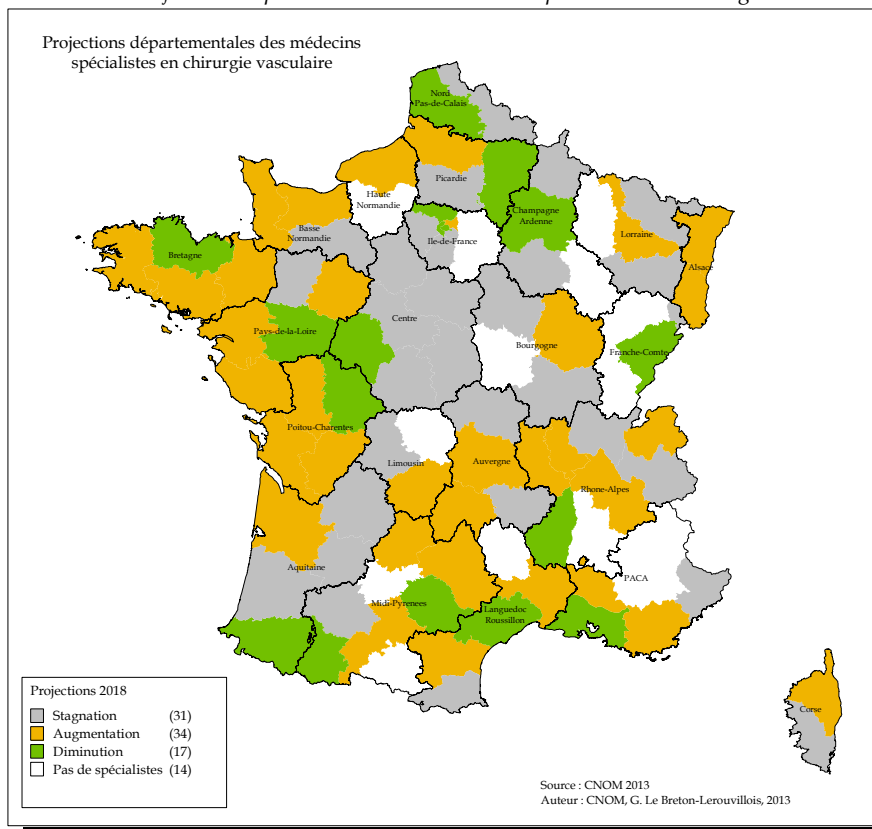 Projections départementales des médecins
spécialistes en chirurgie vasculaire
Nord
Pas-de-Calais
Picardie
Haute
Normandie
Basse
Normandie
Ile-de-France
Champagne
Ardenne
Lorraine
Alsace
Bretagne
Pays-de-la-Loire
Centre
Bourgogne
Franche-Comte
Poitou-Charentes
Limousin
Auvergne
Rhone-Alpes
Aquitaine
Midi-Pyrenees
Languedoc
Roussillon
PACA
Corse
Projections 2018
Stagnation (31)
Augmentation (34)
Diminution (17)
Pas de spécialistes (14)
Source : CNOM 2013
Auteur : CNOM, G. Le Breton-Lerouvillois, 2013